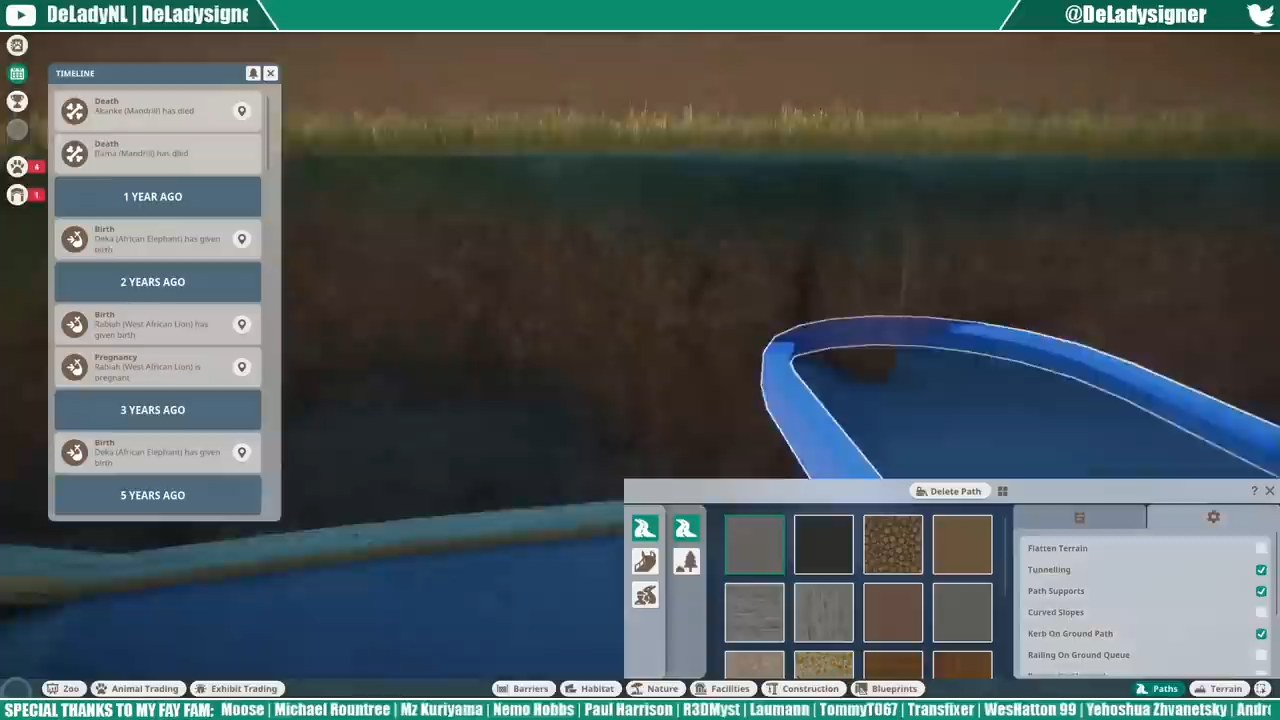 DeLadyNL | DeLadysigne
@DeLadysigner
TIMELINE
Death
Akanke (Mandrill) has died
Death
(Mandrill) has died
1 YEAR AGO
Birth
Deka (African Elephant) has given
birth
2 YEARS AGO
Birth
Rabiah (West African Lion) has
given birth
Pregnancy
Rabiah (West African Lion) is
pregnant
3 YEARS AGO
Birth
Deka (African Elephant) has given
birth
5 YEARS AGO
4
1
Delete Path
?
Flatten Terrain
Tunnelling
Path Supports
Curved Slopes
Kerb On Ground Path
Railing On Ground Queue
Zoo
Animal Trading
Exhibit Trading
Barriers
Habitat
Nature
Facilities
Construction
Blueprints
Paths
Terrain
SPECIAL THANKS TO MY FAY FAM: Moose | Michael Rountree | Mz Kuriyama | Nemo Hobbs | Paul Harrison | R3DMyst | Laumann | TommyT067 | Transfixer | WesHatton 99 | Yehoshua Zhvanetsky | Andr